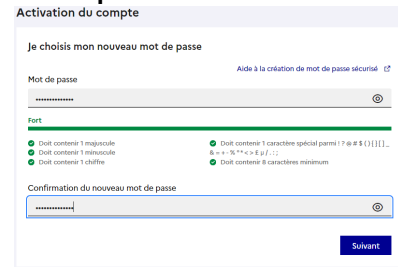 Activation du compte
Je choisis mon nouveau mot de passe
Aide à la création de mot de passe sécurisé
Mot de passe
••••••••••••••
Fort
Doit contenir 1 majuscule
Doit contenir 1 minuscule
Doit contenir 1 chiffre
Doit contenir 1 caractère spécial parmi ! ? @ # $ ( ) { } [ ] _
& = + - % * " < > £ µ / . : ;
Doit contenir 8 caractères minimum
Confirmation du nouveau mot de passe
••••••••••••••
Suivant